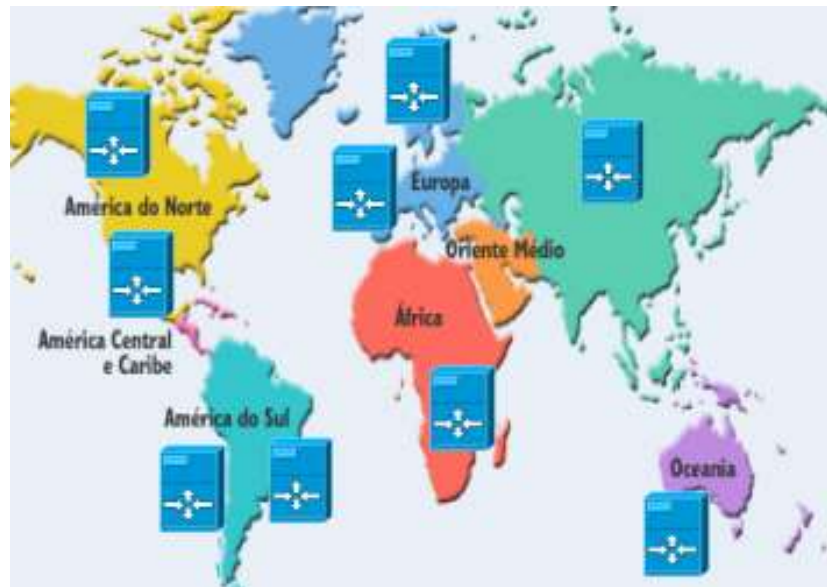 América do Norte
Europa
Oriente Médio
África
América Central
e Caribe
América do Sul
Oceania